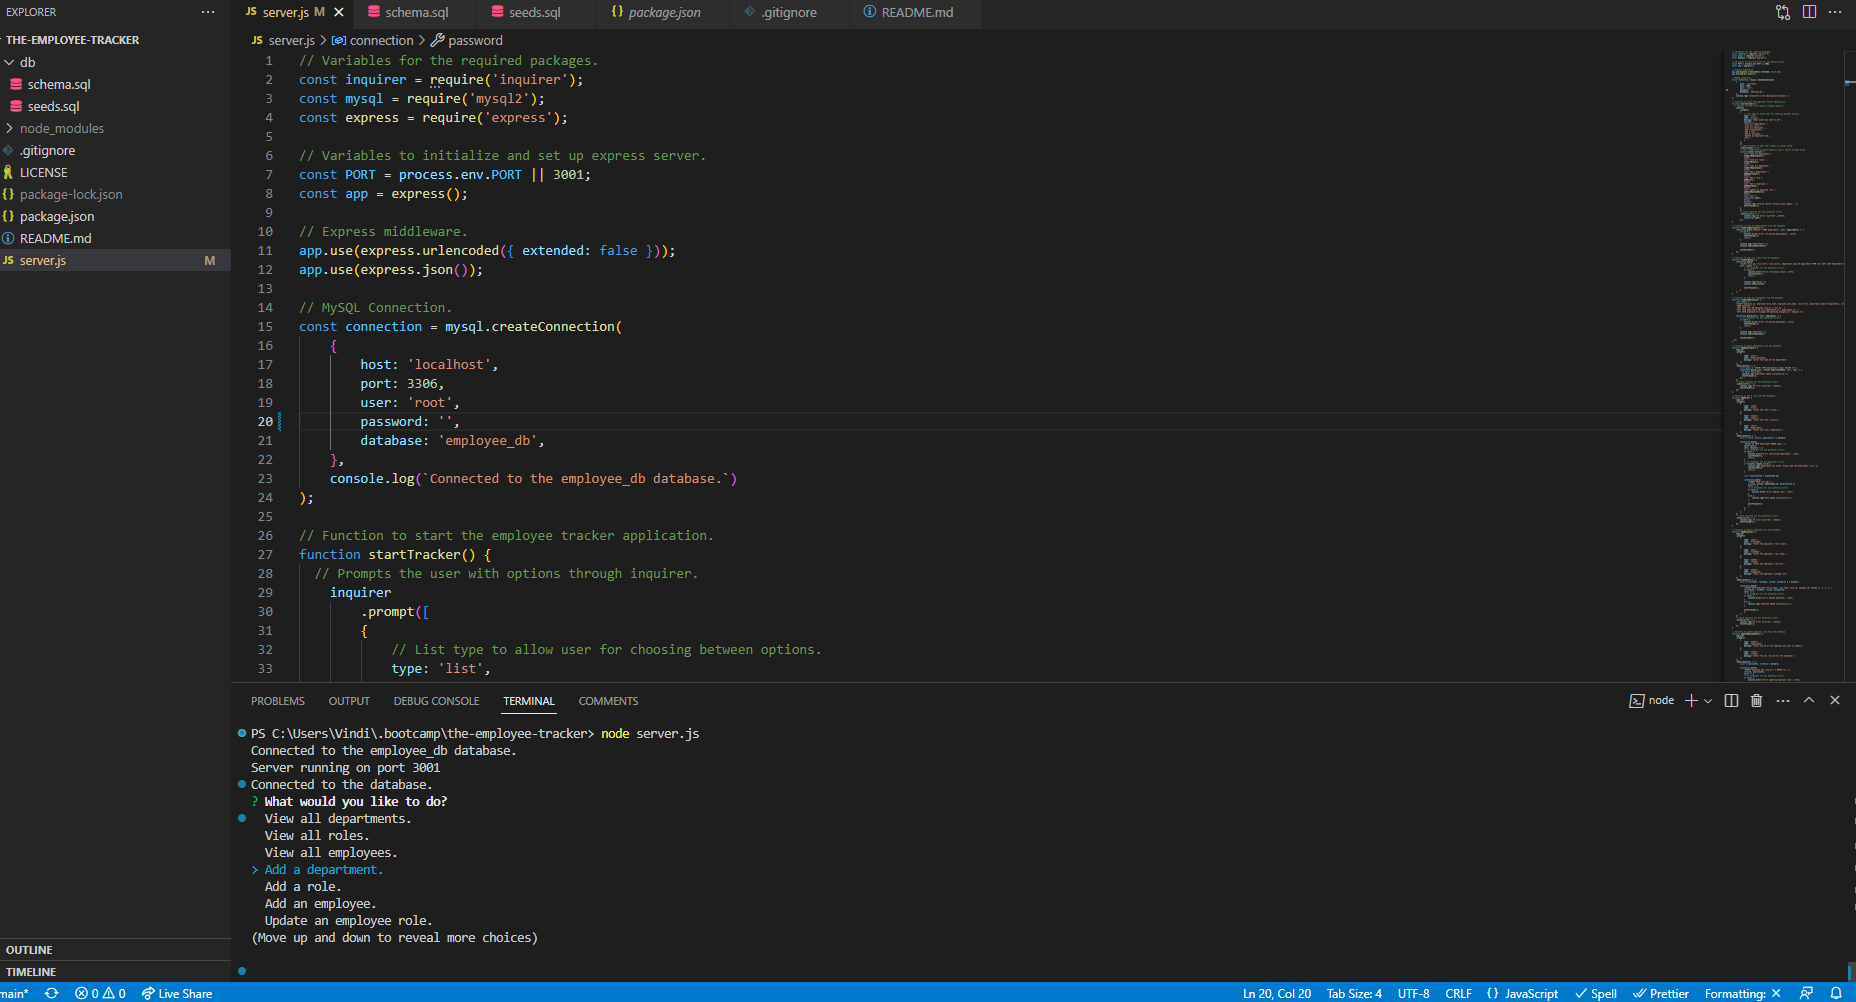 EXPLORER
server.js M
schema.sql
seeds.sql
package.json
.gitignore
README.md
THE-EMPLOYEE-TRACKER
db
schema.sql
seeds.sql
node_modules
.gitignore
LICENSE
package-lock.json
package.json
README.md
server.js M
OUTLINE
TIMELINE
JS server.js > connection > password
1 // Variables for the required packages.
2 const inquirer = require('inquirer');
3 const mysql = require('mysql2');
4 const express = require('express');
5
6 // Variables to initialize and set up express server.
7 const PORT = process.env.PORT || 3001;
8 const app = express();
9
10 // Express middleware.
11 app.use(express.urlencoded({ extended: false }));
12 app.use(express.json());
13
14 // MySQL Connection.
15 const connection = mysql.createConnection(
16 {
17 host: 'localhost',
18 port: 3306,
19 user: 'root',
20 password: '',
21 database: 'employee_db',
22 },
23 console.log(`Connected to the employee_db database.`)
24 );
25
26 // Function to start the employee tracker application.
27 function startTracker() {
28 // Prompts the user with options through inquirer.
29 inquirer
30 .prompt([
31 {
32 // List type to allow user for choosing between options.
33 type: 'list',
PROBLEMS OUTPUT DEBUG CONSOLE TERMINAL COMMENTS
node
PS C:\Users\Vindi\.bootcamp\the-employee-tracker> node server.js
Connected to the employee_db database.
Server running on port 3001
Connected to the database.
? What would you like to do?
View all departments.
View all roles.
View all employees.
> Add a department.
Add a role.
Add an employee.
Update an employee role.
(Move up and down to reveal more choices)
main* 0 0 Live Share
Ln 20, Col 20 Tab Size: 4 UTF-8 CRLF {} JavaScript Spell Prettier Formatting: ×